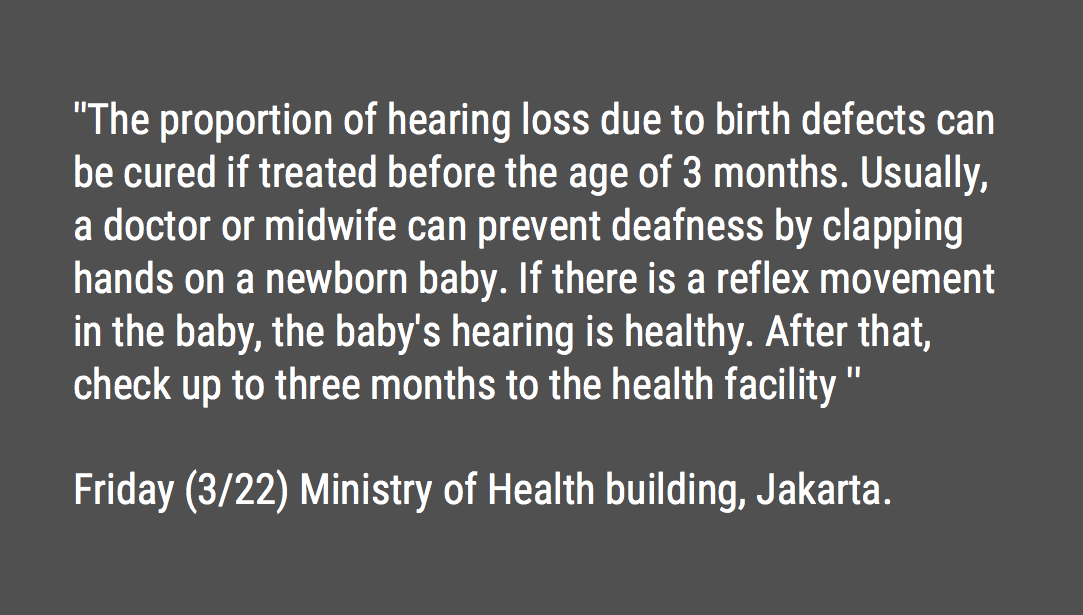 "The proportion of hearing loss due to birth defects can
be cured if treated before the age of 3 months. Usually,
a doctor or midwife can prevent deafness by clapping
hands on a newborn baby. If there is a reflex movement
in the baby, the baby's hearing is healthy. After that,
check up to three months to the health facility "
Friday (3/22) Ministry of Health building, Jakarta.